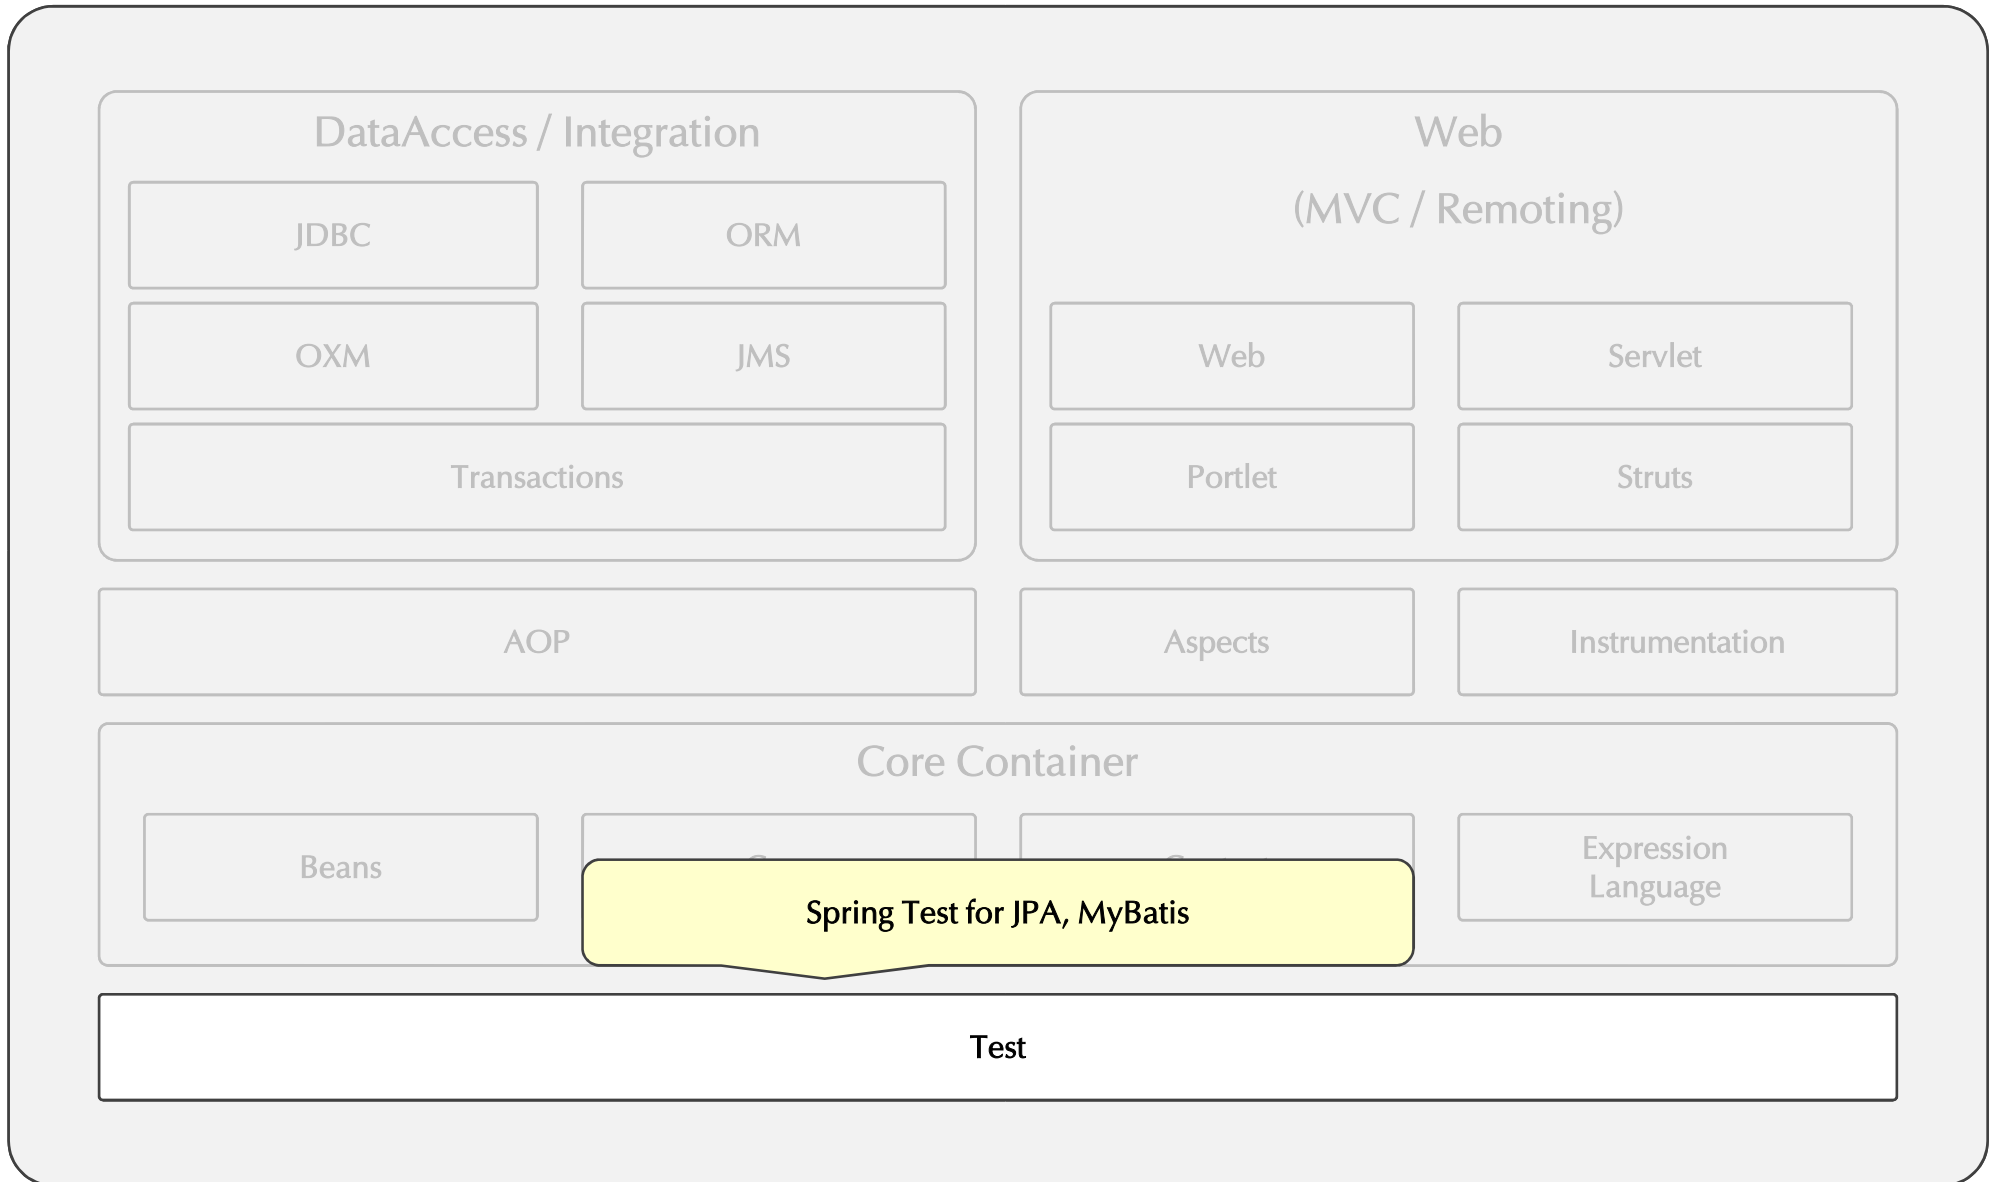 DataAccess / Integration
JDBC
ORM
OXM
JMS
Transactions
Web
(MVC / Remoting)
Web
Servlet
Portlet
Struts
AOP
Aspects
Instrumentation
Core Container
Beans
Expression
Language
Spring Test for JPA, MyBatis
Test